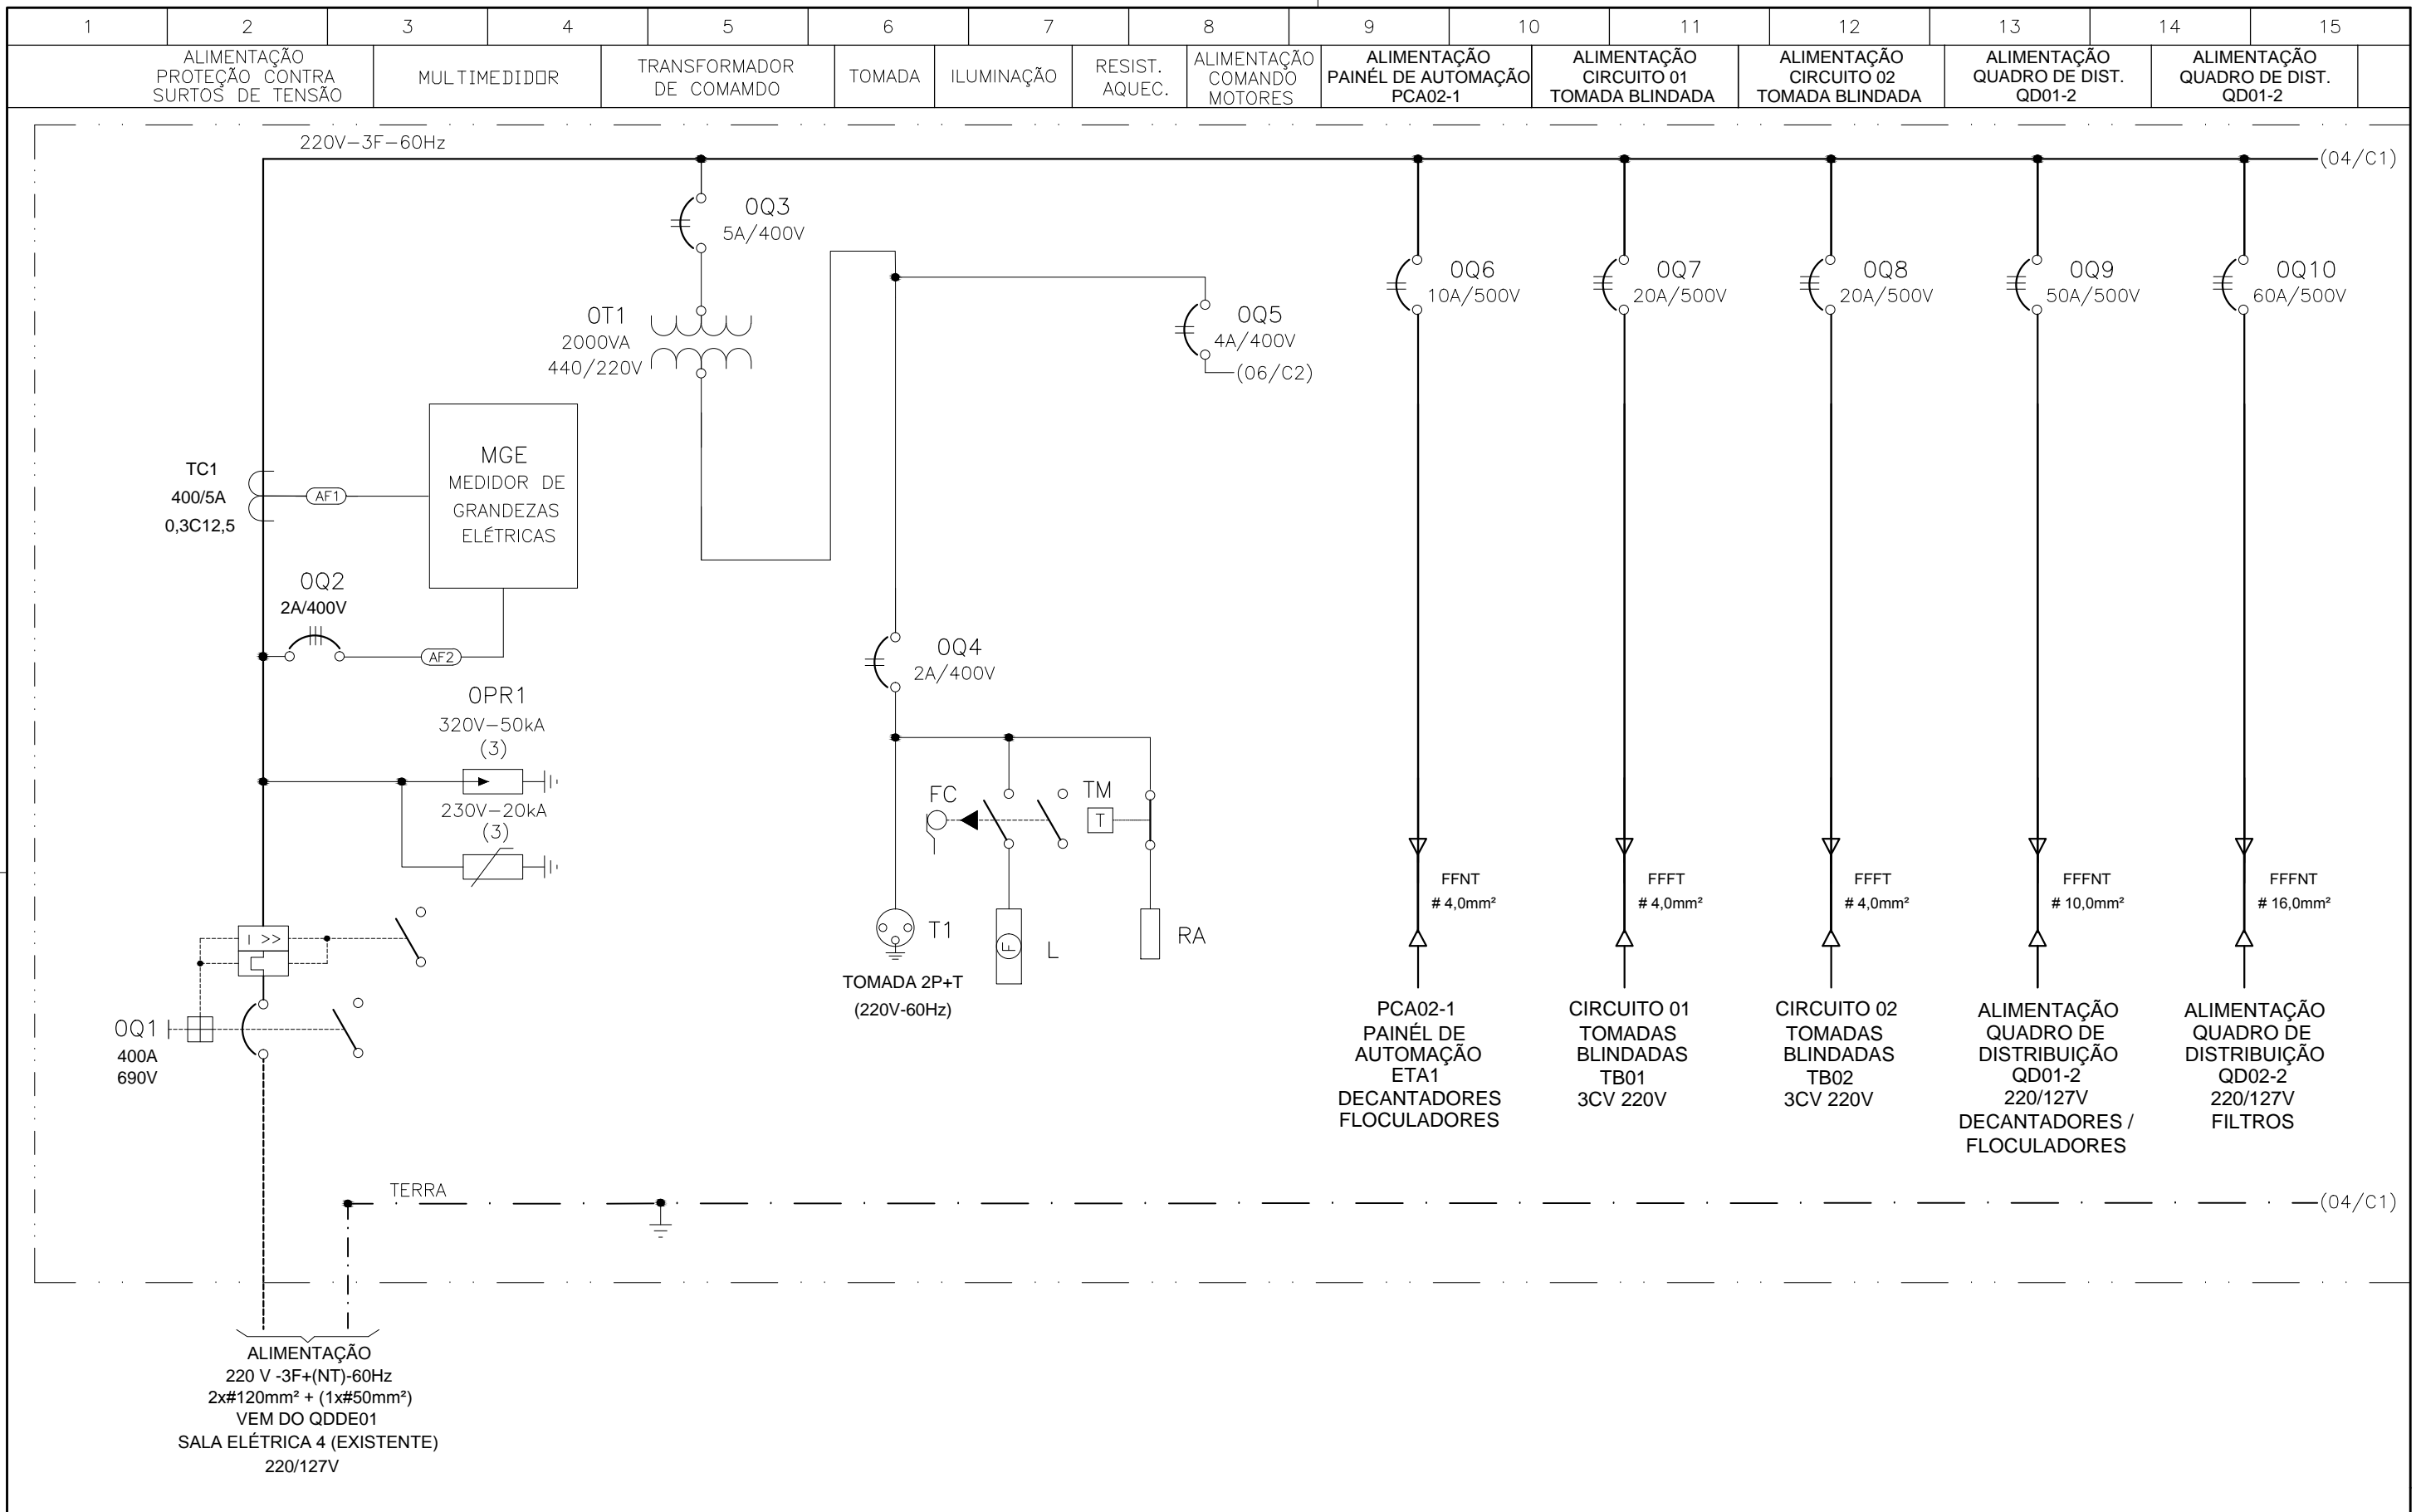 1 2 3 4 5 6 7 8 9 10 11 12 13 14 15
ALIMENTAÇÃO
PROTEÇÃO CONTRA
SURTOS DE TENSÃO
MULTIMEDIDOR
TRANSFORMADOR
DE COMAMDO
TOMADA
ILUMINAÇÃO
RESIST.
AQUEC.
ALIMENTAÇÃO
COMANDO
MOTORES
ALIMENTAÇÃO
PAINÉL DE AUTOMAÇÃO
PCA02-1
ALIMENTAÇÃO
CIRCUITO 01
TOMADA BLINDADA
ALIMENTAÇÃO
CIRCUITO 02
TOMADA BLINDADA
ALIMENTAÇÃO
QUADRO DE DIST.
QD01-2
ALIMENTAÇÃO
QUADRO DE DIST.
QD01-2
220V-3F-60Hz
(04/C1)
0Q3
5A/400V
0T1
2000VA
440/220V
0Q5
4A/400V
(06/C2)
0Q6
10A/500V
0Q7
20A/500V
0Q8
20A/500V
0Q9
50A/500V
0Q10
60A/500V
TC1
400/5A
0,3C12,5
AF1
MGE
MEDIDOR DE
GRANDEZAS
ELÉTRICAS
0Q2
2A/400V
AF2
0Q4
2A/400V
0PR1
320V-50kA
(3)
230V-20kA
(3)
FC
TM
T
I >>
0Q1
400A
690V
T1
TOMADA 2P+T
(220V-60Hz)
F
L
RA
FFNT
# 4,0mm²
FFFT
# 4,0mm²
FFFT
# 4,0mm²
FFFNT
# 10,0mm²
FFFNT
# 16,0mm²
PCA02-1
PAINÉL DE
AUTOMAÇÃO
ETA1
DECANTADORES
FLOCULADORES
CIRCUITO 01
TOMADAS
BLINDADAS
TB01
3CV 220V
CIRCUITO 02
TOMADAS
BLINDADAS
TB02
3CV 220V
ALIMENTAÇÃO
QUADRO DE
DISTRIBUIÇÃO
QD01-2
220/127V
DECANTADORES /
FLOCULADORES
ALIMENTAÇÃO
QUADRO DE
DISTRIBUIÇÃO
QD02-2
220/127V
FILTROS
TERRA
(04/C1)
ALIMENTAÇÃO
220 V -3F+(NT)-60Hz
2x#120mm² + (1x#50mm²)
VEM DO QDDE01
SALA ELÉTRICA 4 (EXISTENTE)
220/127V